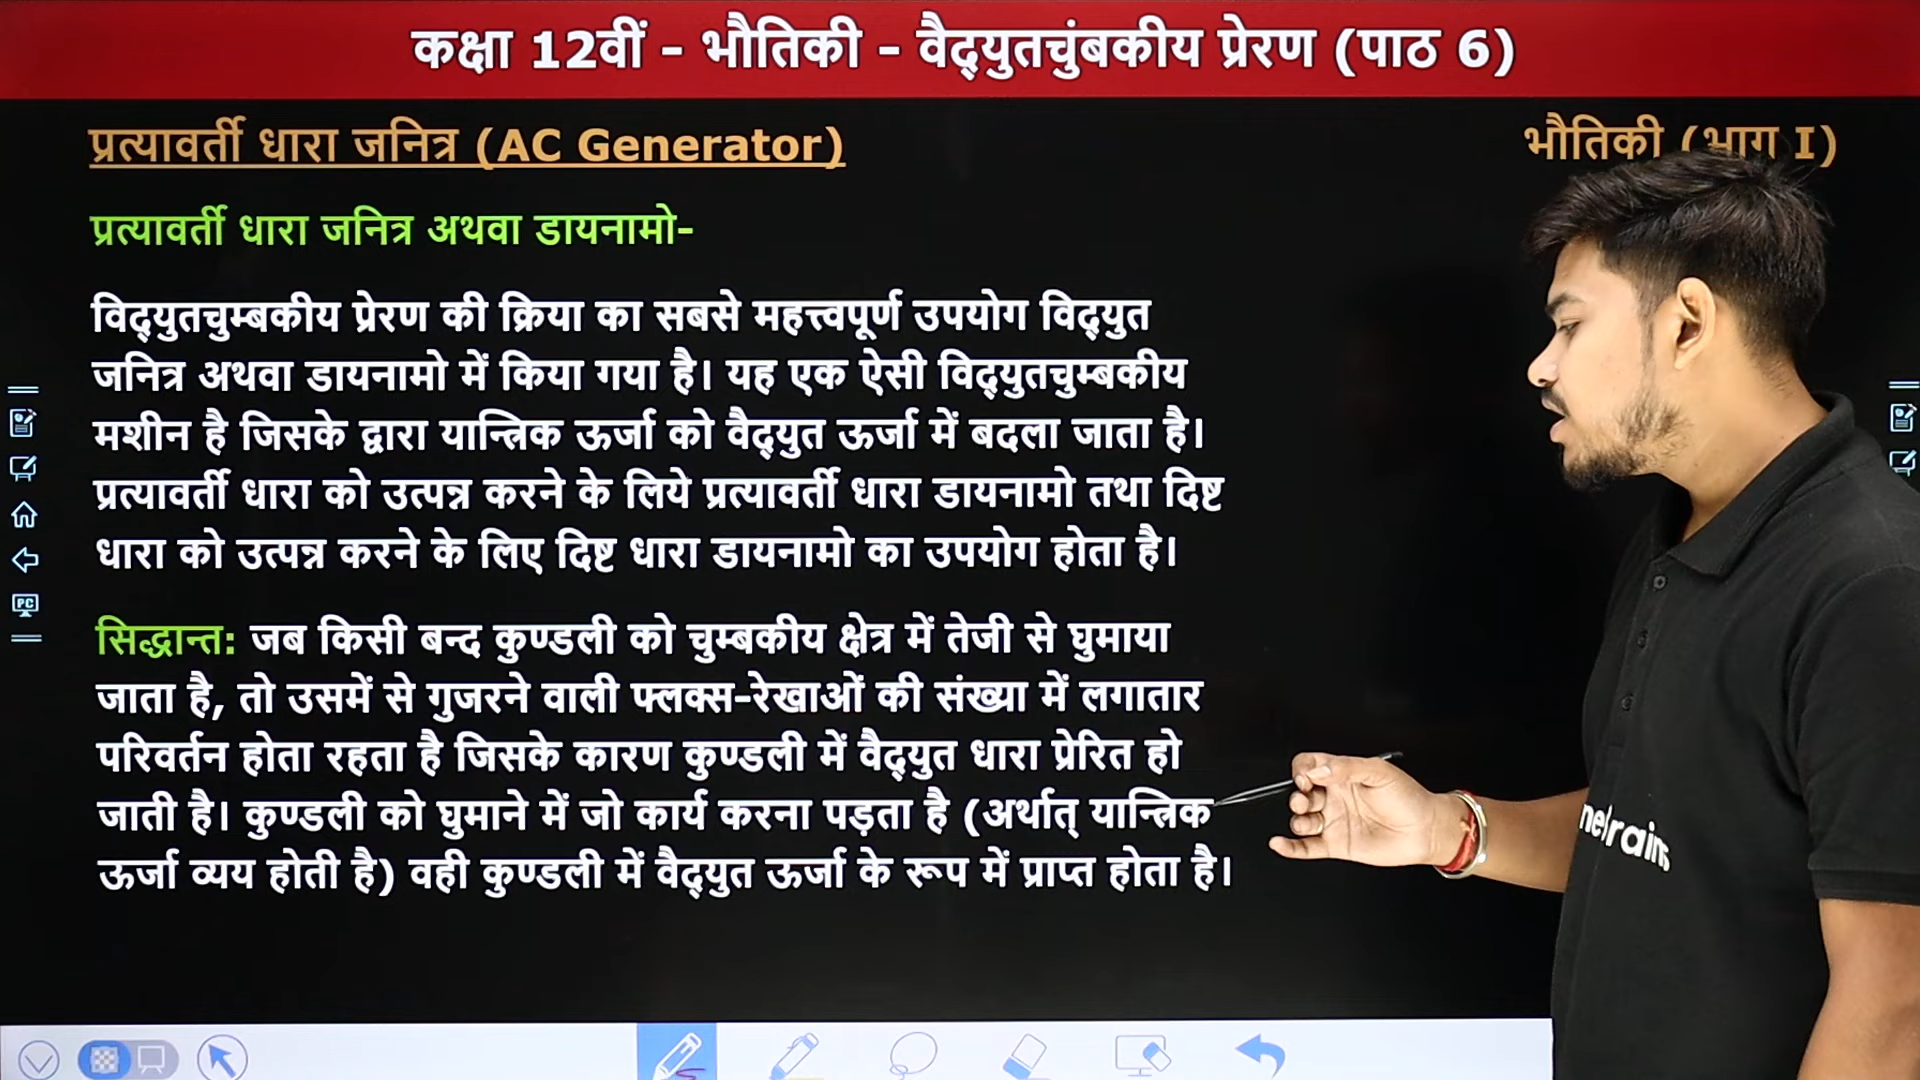 कक्षा 12वीं - भौतिकी - वैद्युतचुंबकीय प्रेरण (पाठ 6)
प्रत्यावर्ती धारा जनित्र (AC Generator)
भौतिकी (भाग I)
प्रत्यावर्ती धारा जनित्र अथवा डायनामो-
विद्युतचुम्बकीय प्रेरण की क्रिया का सबसे महत्त्वपूर्ण उपयोग विद्युत
जनित्र अथवा डायनामो में किया गया है। यह एक ऐसी विद्युतचुम्बकीय
मशीन है जिसके द्वारा यान्त्रिक ऊर्जा को वैद्युत ऊर्जा में बदला जाता है।
प्रत्यावर्ती धारा को उत्पन्न करने के लिये प्रत्यावर्ती धारा डायनामो तथा दिष्ट
धारा को उत्पन्न करने के लिए दिष्ट धारा डायनामो का उपयोग होता है।
सिद्धान्त: जब किसी बन्द कुण्डली को चुम्बकीय क्षेत्र में तेजी से घुमाया
जाता है, तो उसमें से गुजरने वाली फ्लक्स-रेखाओं की संख्या में लगातार
परिवर्तन होता रहता है जिसके कारण कुण्डली में वैद्युत धारा प्रेरित हो
जाती है। कुण्डली को घुमाने में जो कार्य करना पड़ता है (अर्थात् यान्त्रिक
ऊर्जा व्यय होती है) वही कुण्डली में वैद्युत ऊर्जा के रूप में प्राप्त होता है।
PC